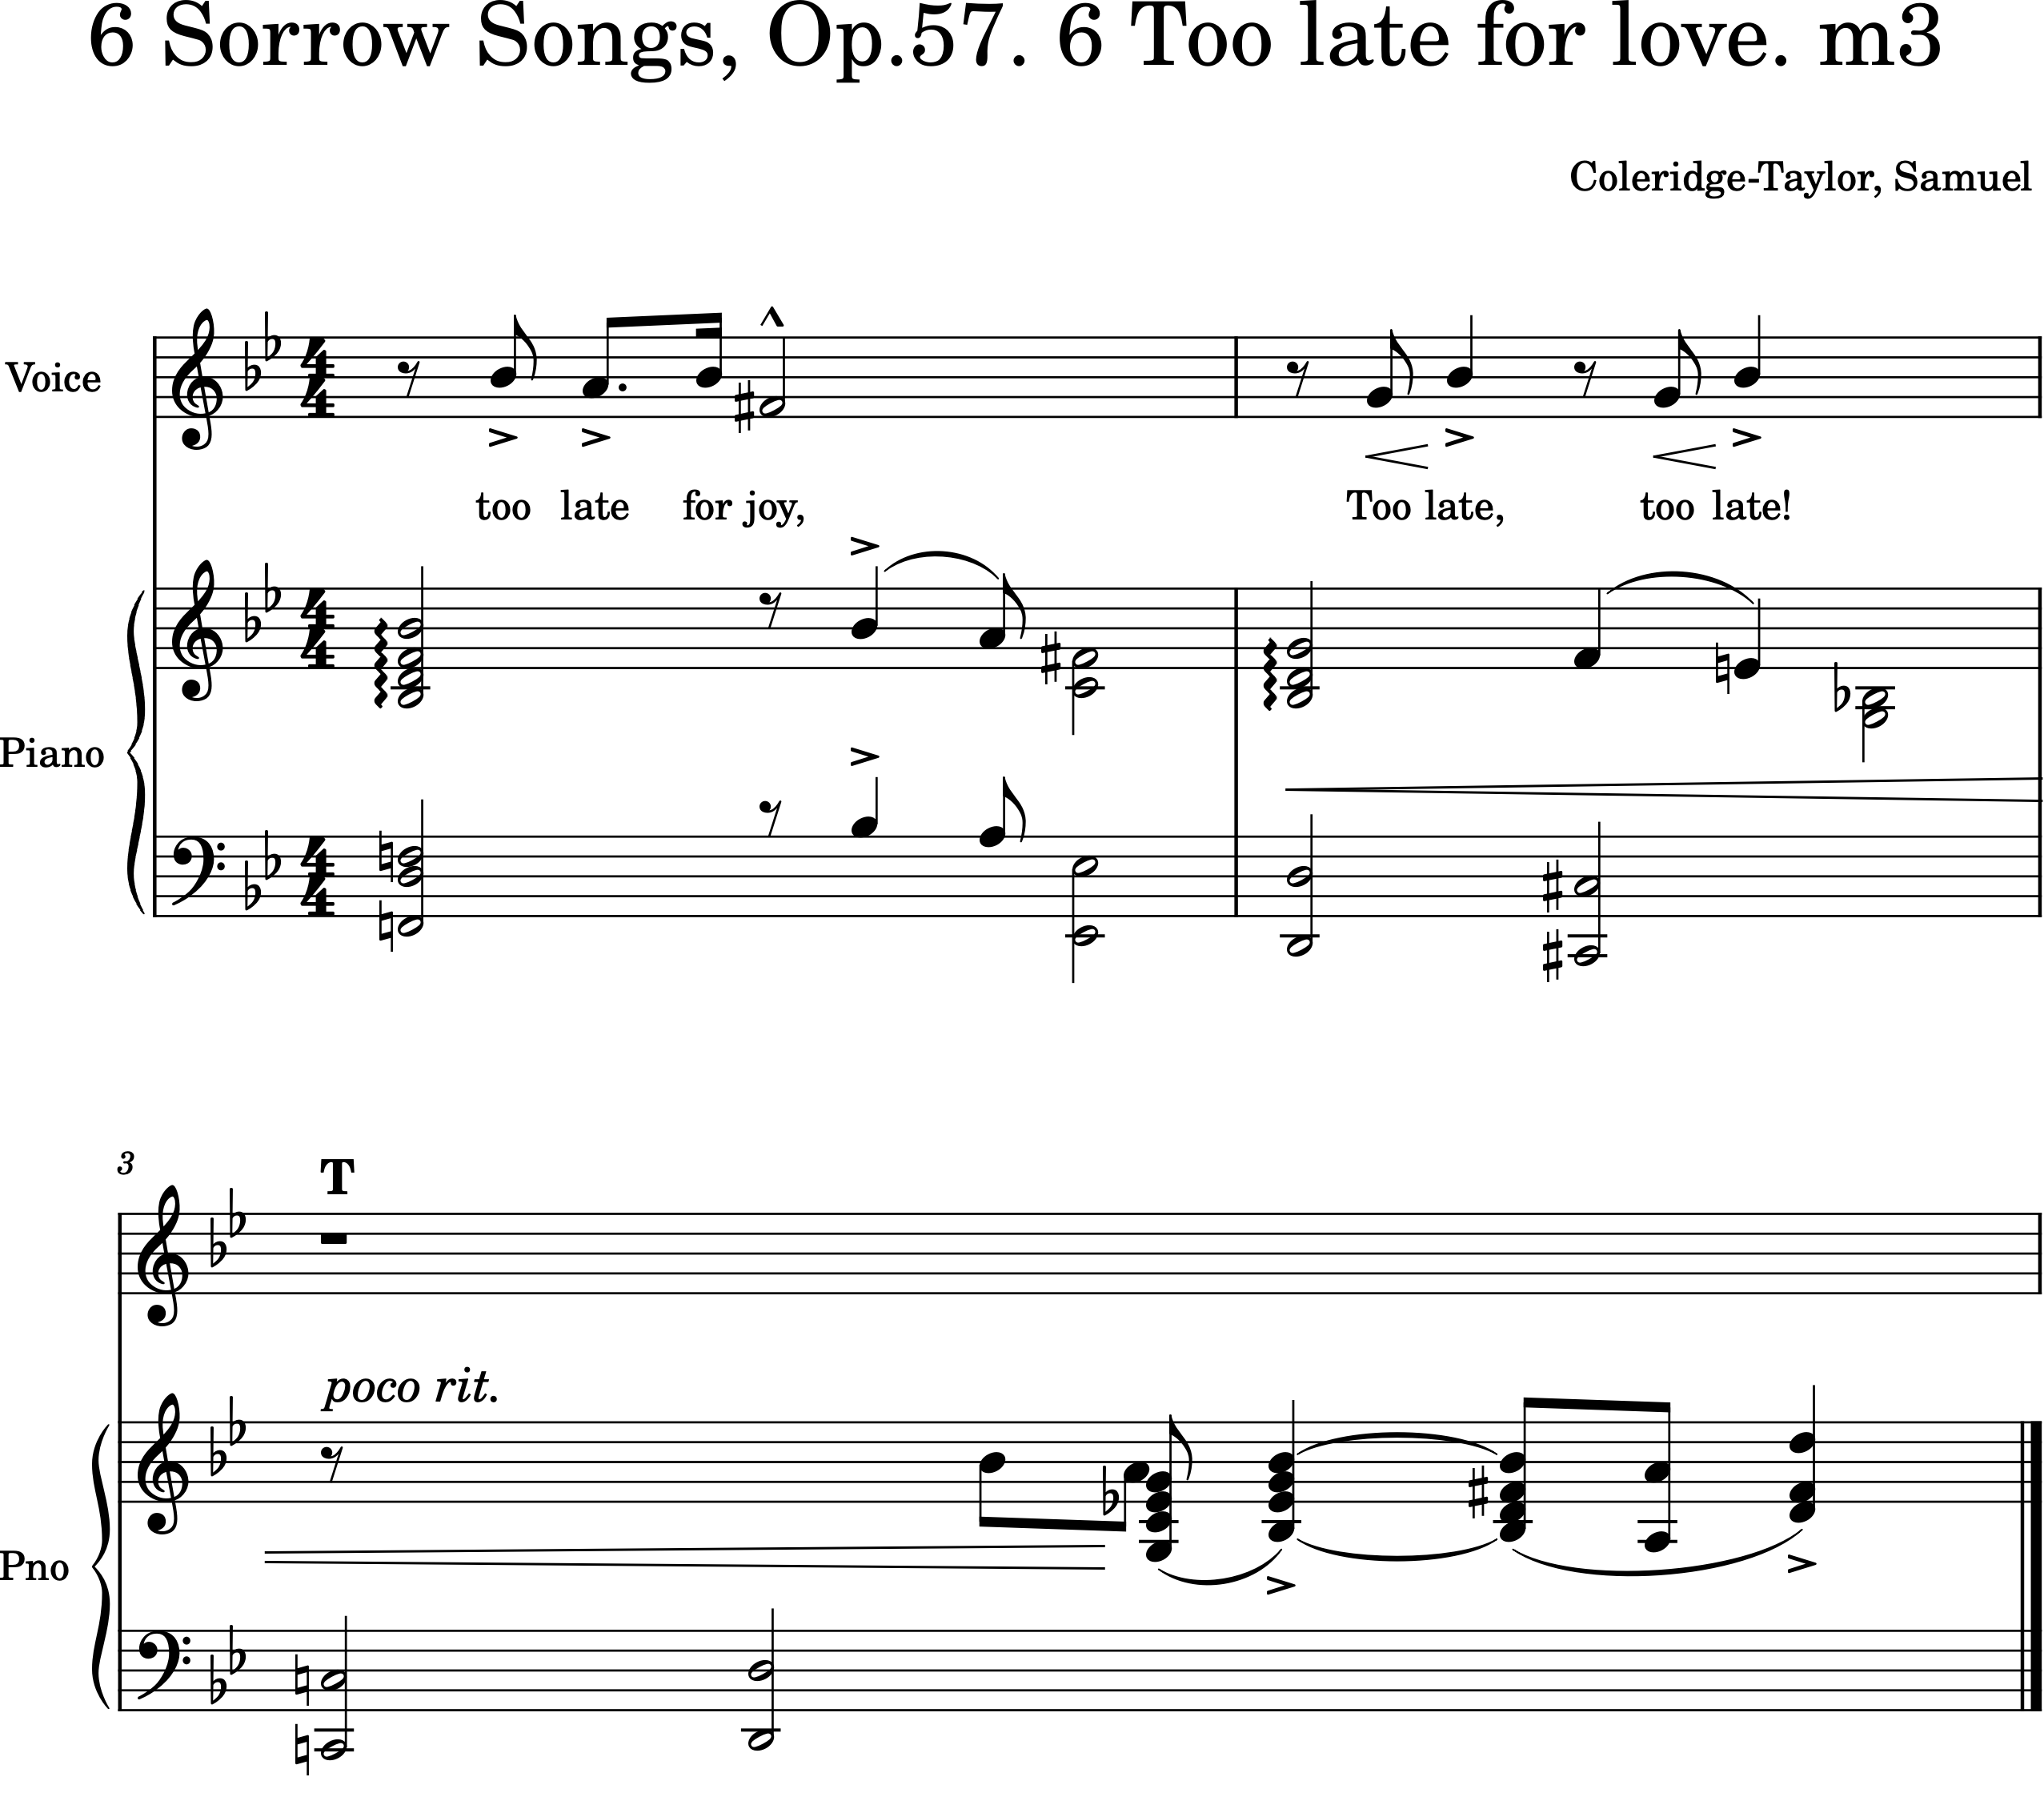 6 Sorrow Songs, Op.57. 6 Too late for love. m3
Coleridge-Taylor, Samuel
Voice
too late for joy, Too late, too late!
Piano
3
T
poco rit.
Pno